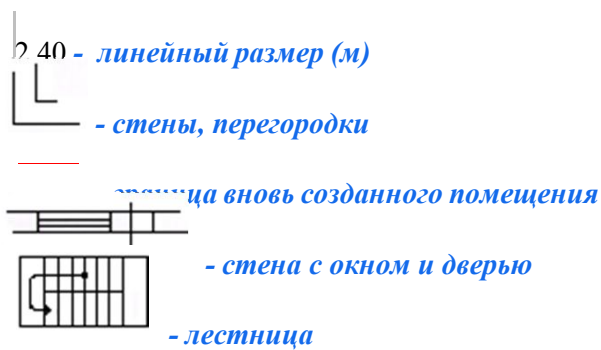 2.40 - линейный размер (м)
- стены, перегородки
вновь созданного помещения
- стена с окном и дверью
- лестница